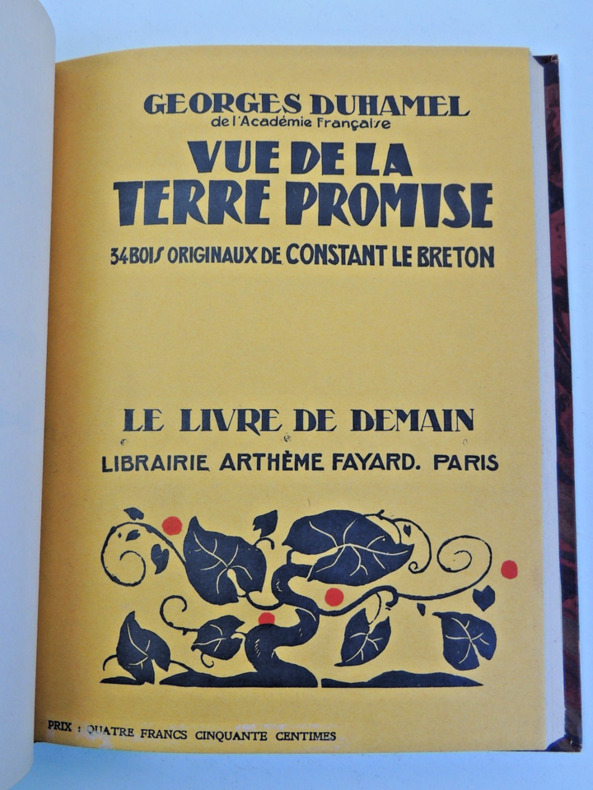 GEORGES DUHAMEL
de l'Académie Française
VUE DE LA
TERRE PROMISE
34 BOIS ORIGINAUX DE CONSTANT LE BRETON
LE LIVRE DE DEMAIN
LIBRAIRIE ARTHÈME FAYARD. PARIS
PRIX : QUATRE FRANCS CINQUANTE CENTIMES